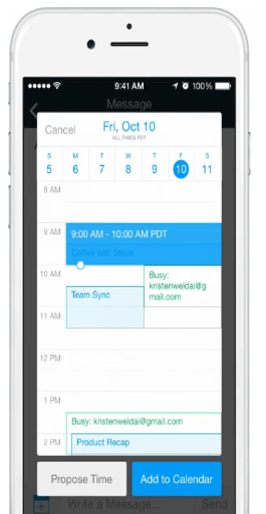 9:41 AM
100%
Message
Cancel
Fri, Oct 10
ALL TIMES PDT
S M T W T F S
5 6 7 8 9 10 11
8 AM
9 AM
9:00 AM - 10:00 AM PDT
Coffee with Steve
10 AM
Busy:
kristenweldai@g
mail.com
Team Sync
11 AM
12 PM
1 PM
Busy: kristenweldai@gmail.com
2 PM
Product Recap
Propose Time
Add to Calendar
Write a Message...
Send